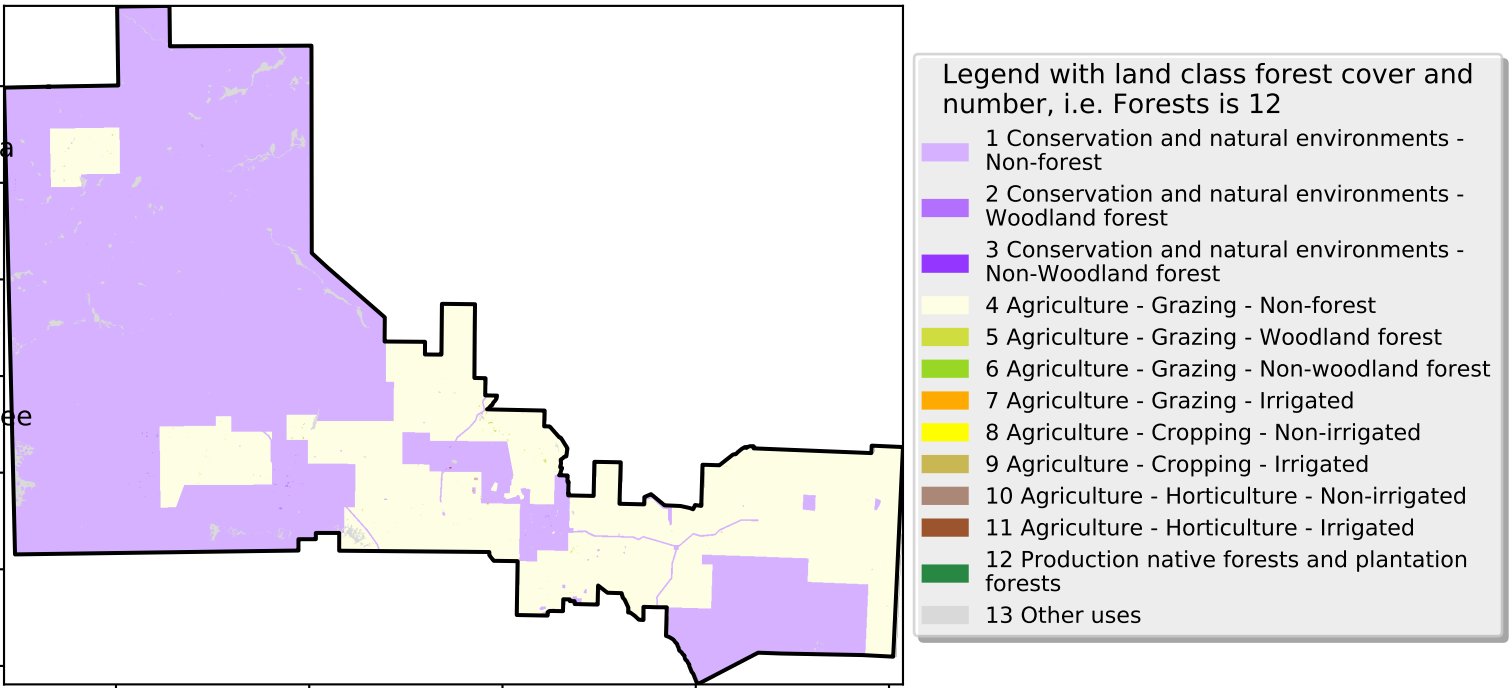 a
ee
Legend with land class forest cover and
number, i.e. Forests is 12
1 Conservation and natural environments -
Non-forest
2 Conservation and natural environments -
Woodland forest
3 Conservation and natural environments -
Non-Woodland forest
4 Agriculture - Grazing - Non-forest
5 Agriculture - Grazing - Woodland forest
6 Agriculture - Grazing - Non-woodland forest
7 Agriculture - Grazing - Irrigated
8 Agriculture - Cropping - Non-irrigated
9 Agriculture - Cropping - Irrigated
10 Agriculture - Horticulture - Non-irrigated
11 Agriculture - Horticulture - Irrigated
12 Production native forests and plantation
forests
13 Other uses